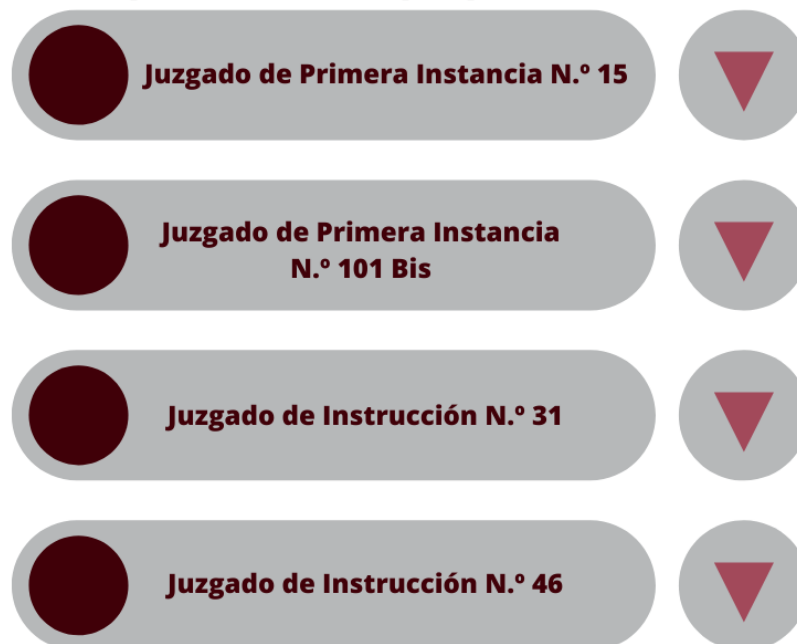 Juzgado de Primera Instancia N.º 15
Juzgado de Primera Instancia
N.º 101 Bis
Juzgado de Instrucción N.º 31
Juzgado de Instrucción N.º 46